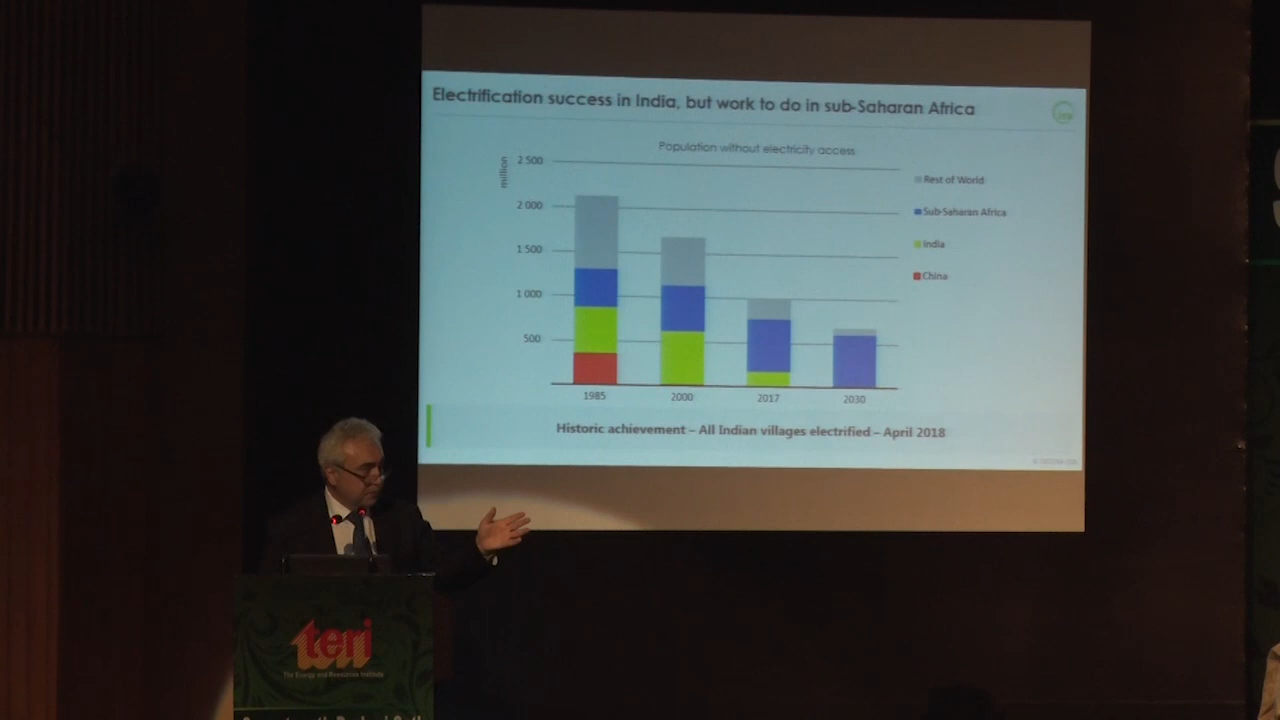 Electrification success in India, but work to do in sub-Saharan Africa
iea
Population without electricity access
million
2 500
2 000
1 500
1 000
500
1985
2000
2017
2030
Rest of World
Sub-Saharan Africa
India
China
Historic achievement – All Indian villages electrified – April 2018
teri
The Energy and Resources Institute